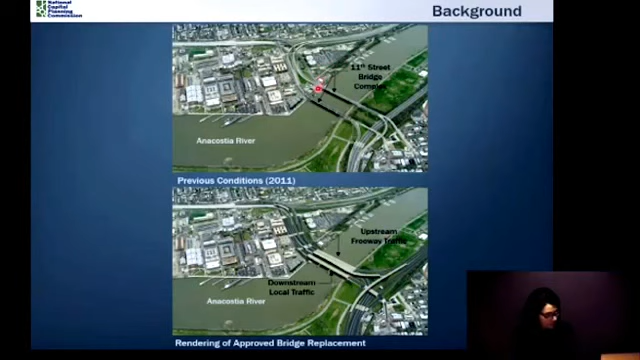 National
Capital
Planning
Commission
Background
11th Street
Bridge
Complex
Anacostia River
Previous Conditions (2011)
Upstream
Freeway Traffic
Downstream
Local Traffic
Anacostia River
Rendering of Approved Bridge Replacement